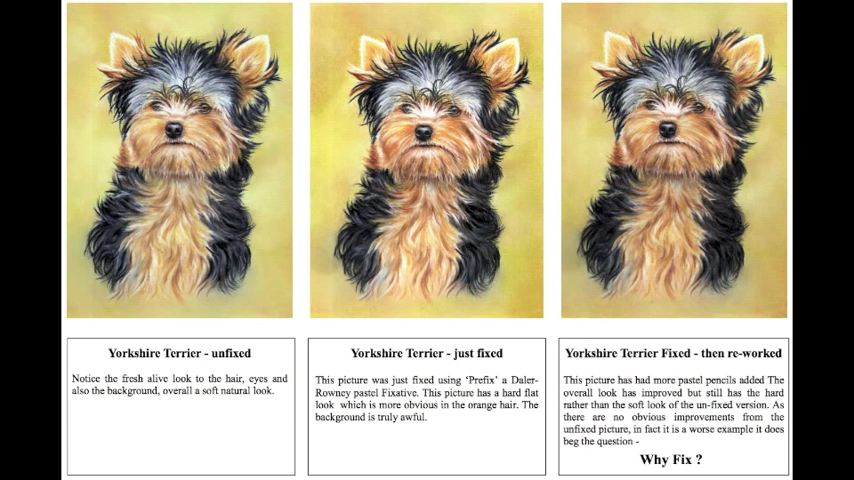 Yorkshire Terrier - unfixed
Notice the fresh alive look to the hair, eyes and
also the background, overall a soft natural look.
Yorkshire Terrier - just fixed
This picture was just fixed using ‘Prefix’ a Daler-
Rowney pastel Fixative. This picture has a hard flat
look which is more obvious in the orange hair. The
background is truly awful.
Yorkshire Terrier Fixed - then re-worked
This picture has had more pastel pencils added The
overall look has improved but still has the hard
rather than the soft look of the un-fixed version. As
there are no obvious improvements from the
unfixed picture, in fact it is a worse example it does
beg the question -
Why Fix ?